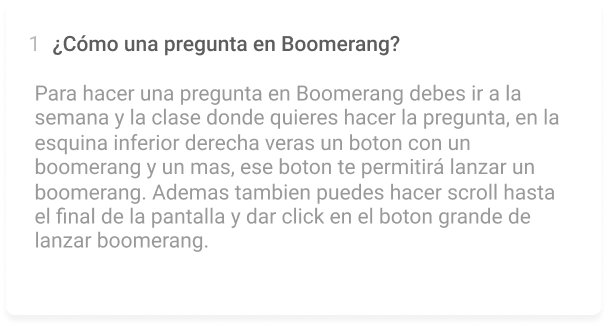 1 ¿Cómo una pregunta en Boomerang?
Para hacer una pregunta en Boomerang debes ir a la
semana y la clase donde quieres hacer la pregunta, en la
esquina inferior derecha veras un boton con un
boomerang y un mas, ese boton te permitirá lanzar un
boomerang. Ademas tambien puedes hacer scroll hasta
el final de la pantalla y dar click en el boton grande de
lanzar boomerang.